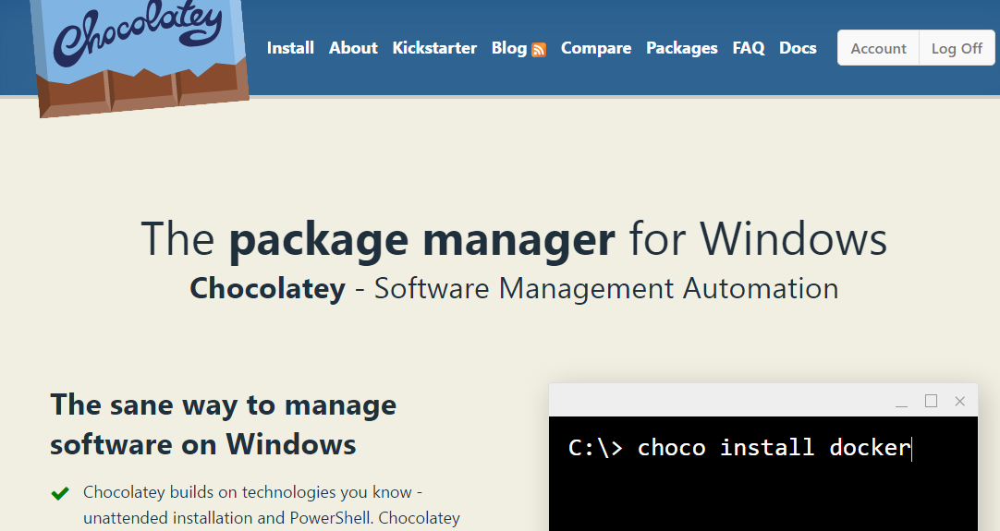 Chocolatey
Install About Kickstarter Blog Compare Packages FAQ Docs Account Log Off
The package manager for Windows
Chocolatey - Software Management Automation
The sane way to manage
software on Windows
Chocolatey builds on technologies you know -
unattended installation and PowerShell. Chocolatey
C:\> choco install docker